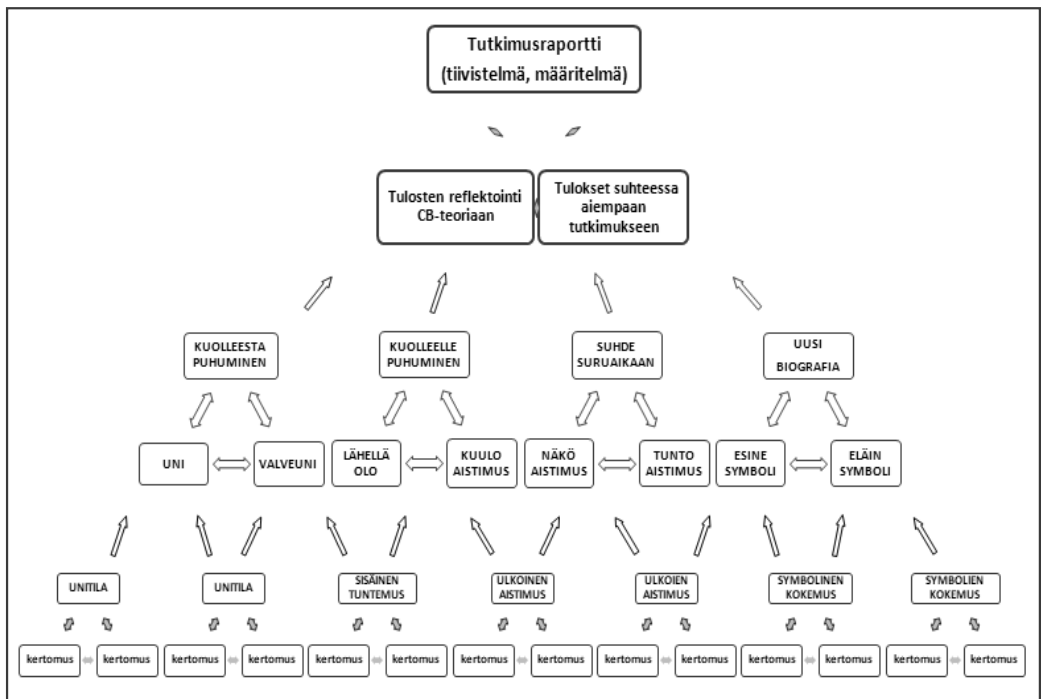 Tutkimusraportti
(tiivistelmä, määritelmä)
Tulosten reflektointi
CB-teoriaan
Tulokset suhteessa
aiempaan
tutkimukseen
KUOLLEESTA
PUHUMINEN
KUOLLEELLE
PUHUMINEN
SUHDE
SURUAIKAAN
UUSI
BIOGRAFIA
UNI
VALVEUNI
LÄHELLÄ
OLO
KUULO
AISTIMUS
NÄKÖ
AISTIMUS
TUNTO
AISTIMUS
ESINE
SYMBOLI
ELÄIN
SYMBOLI
UNITILA
UNITILA
SISÄINEN
TUNTEMUS
ULKOINEN
AISTIMUS
ULKOIEN
AISTIMUS
SYMBOLINEN
KOKEMUS
SYMBOLIEN
KOKEMUS
kertomus
kertomus
kertomus
kertomus
kertomus
kertomus
kertomus
kertomus
kertomus
kertomus
kertomus
kertomus
kertomus
kertomus